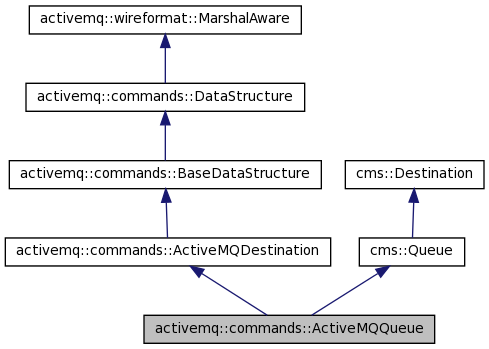 activemq::wireformat::MarshalAware
activemq::commands::DataStructure
activemq::commands::BaseDataStructure
cms::Destination
activemq::commands::ActiveMQDestination
cms::Queue
activemq::commands::ActiveMQQueue